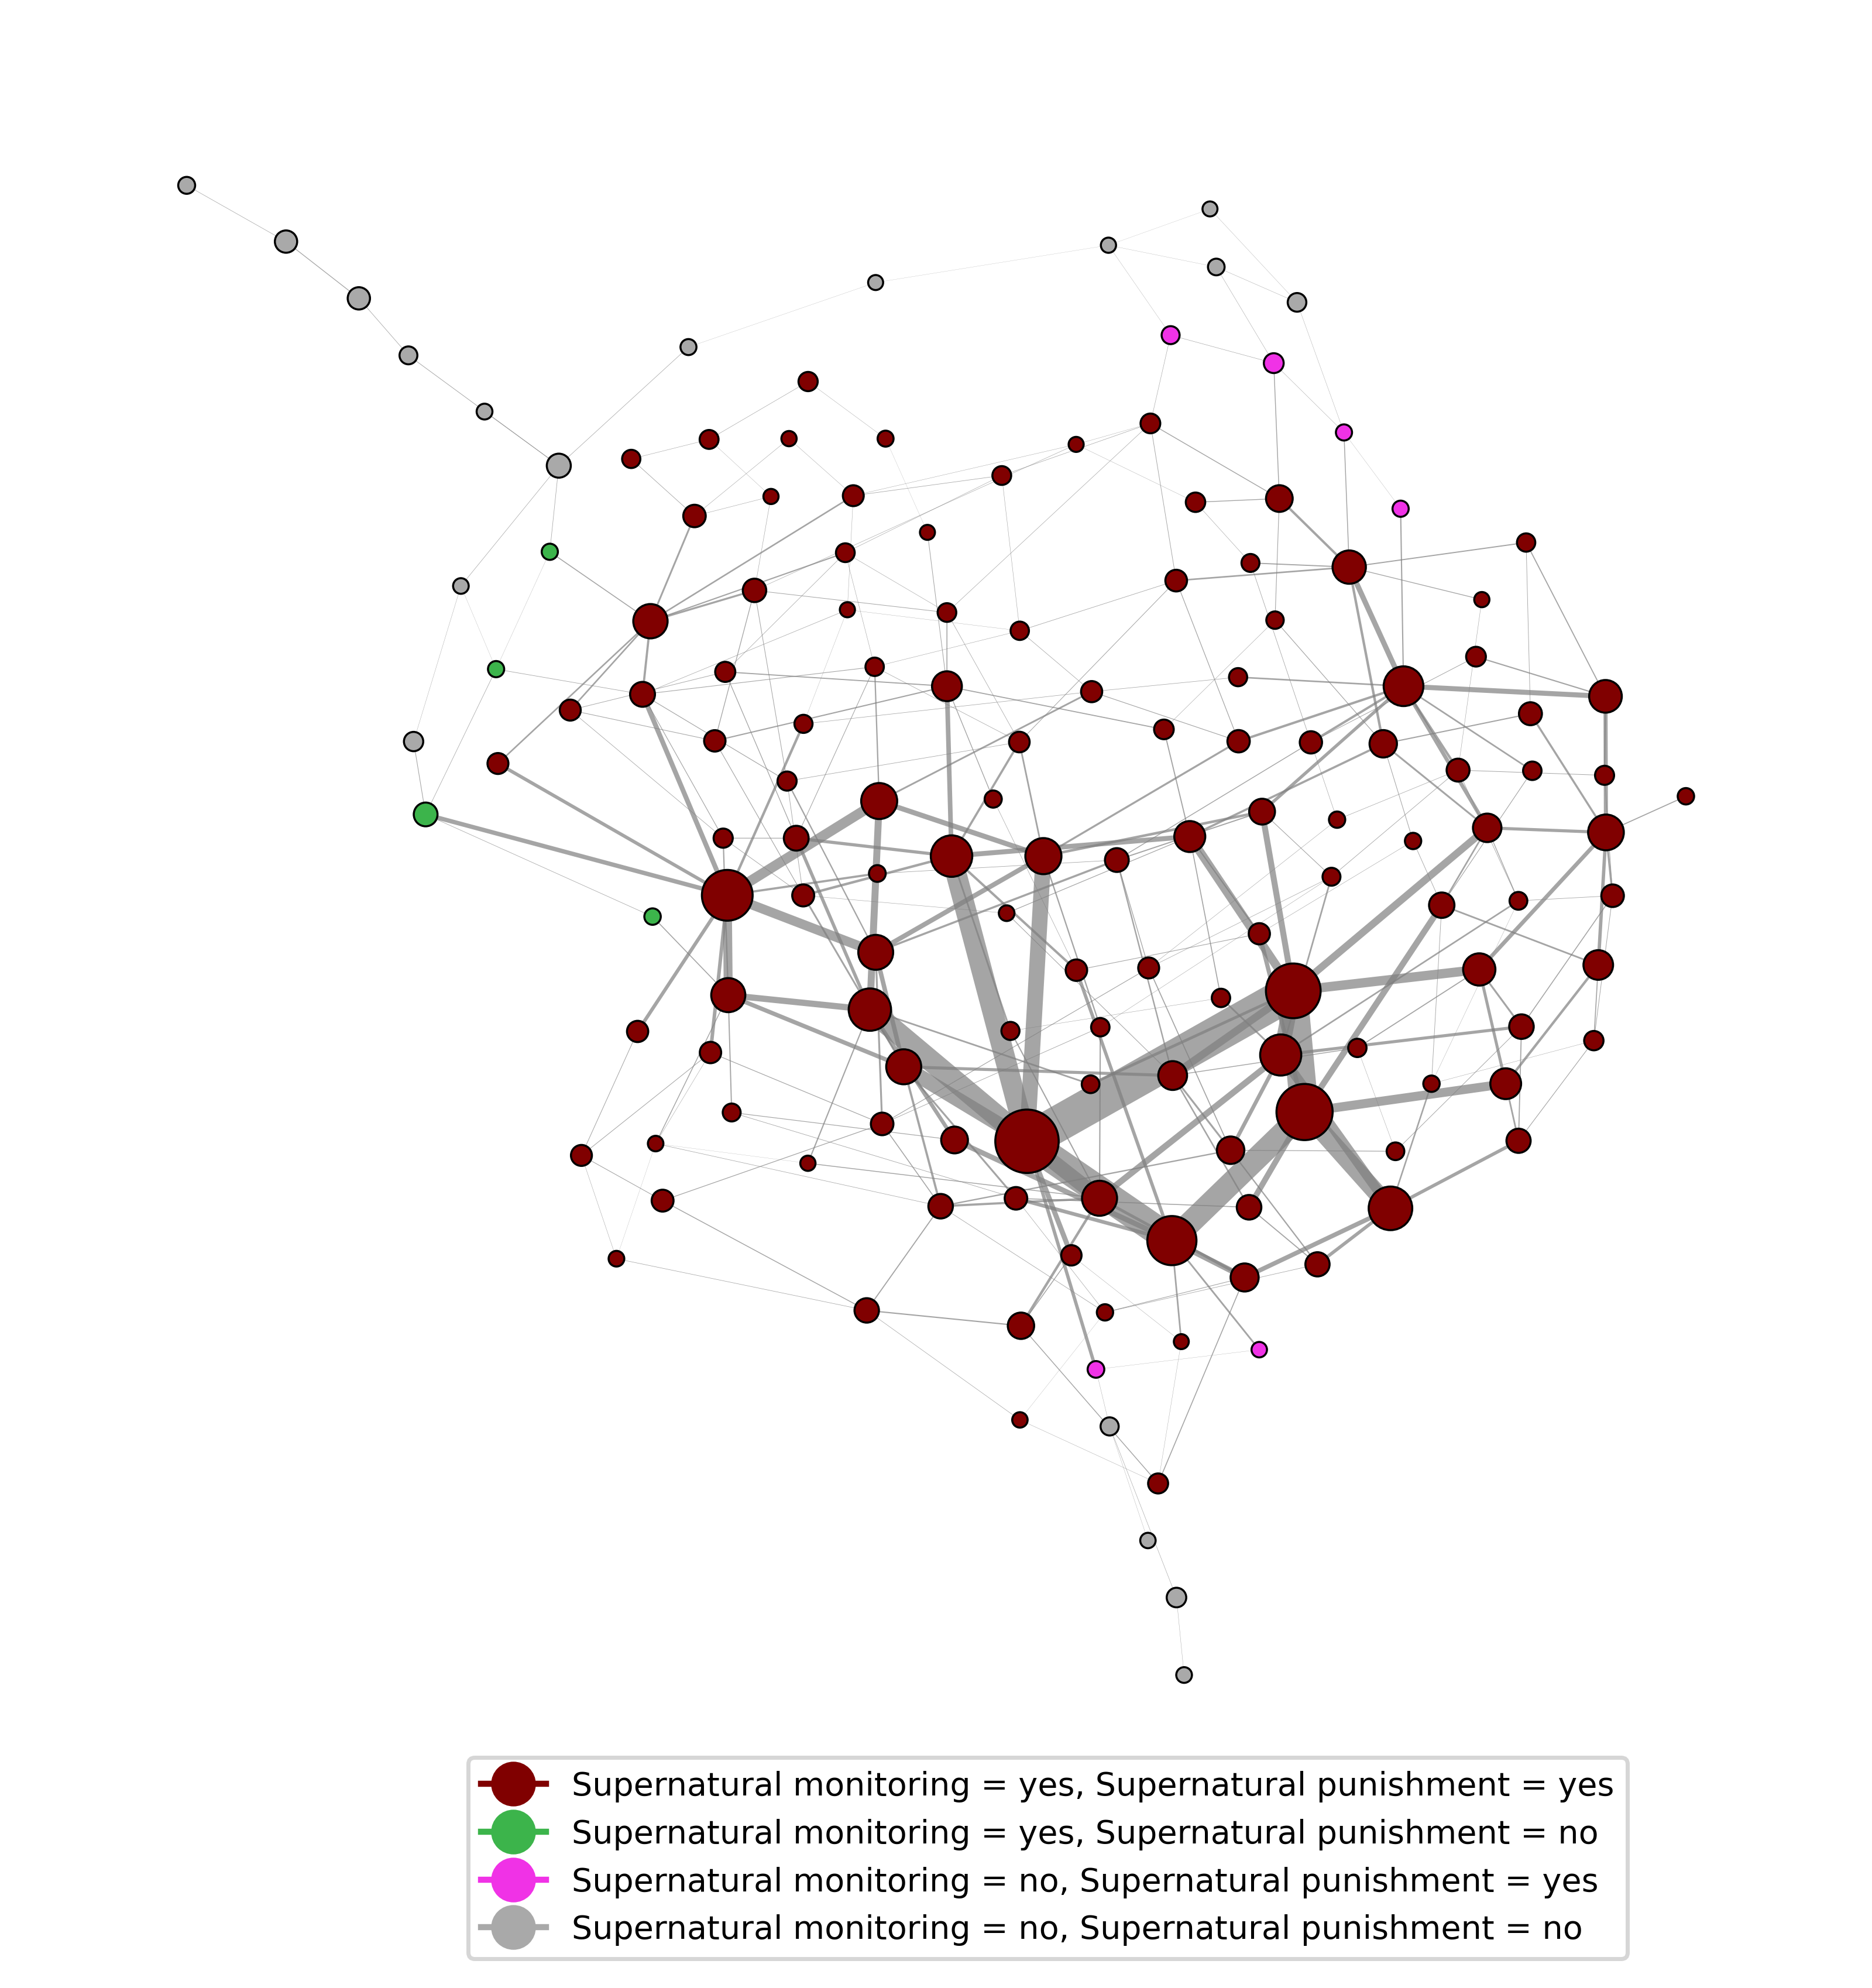 Supernatural monitoring = yes, Supernatural punishment = yes
Supernatural monitoring = yes, Supernatural punishment = no
Supernatural monitoring = no, Supernatural punishment = yes
Supernatural monitoring = no, Supernatural punishment = no